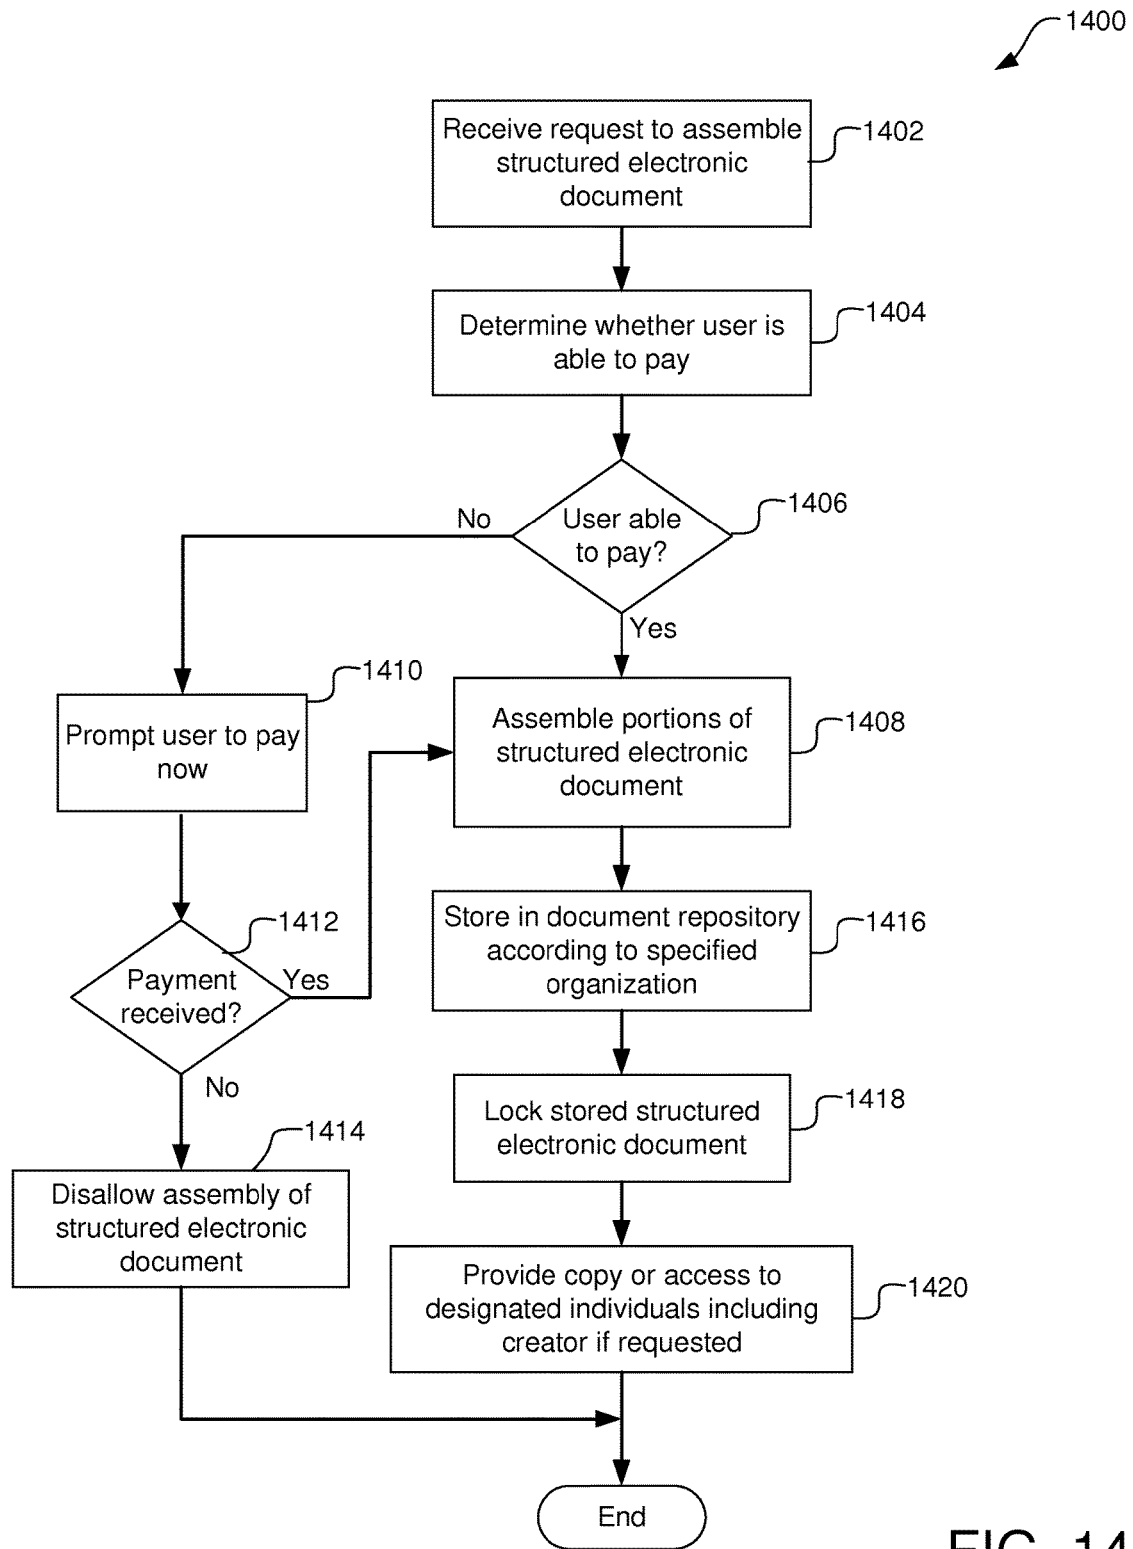 1400
Receive request to assemble
structured electronic
document
1402
Determine whether user is
able to pay
1404
User able
to pay?
1406
No
Yes
Prompt user to pay
now
1410
Assemble portions of
structured electronic
document
1408
Payment
received?
1412
Yes
No
Store in document repository
according to specified
organization
1416
Lock stored structured
electronic document
1418
Disallow assembly of
structured electronic
document
1414
Provide copy or access to
designated individuals including
creator if requested
1420
End
FIG. 14